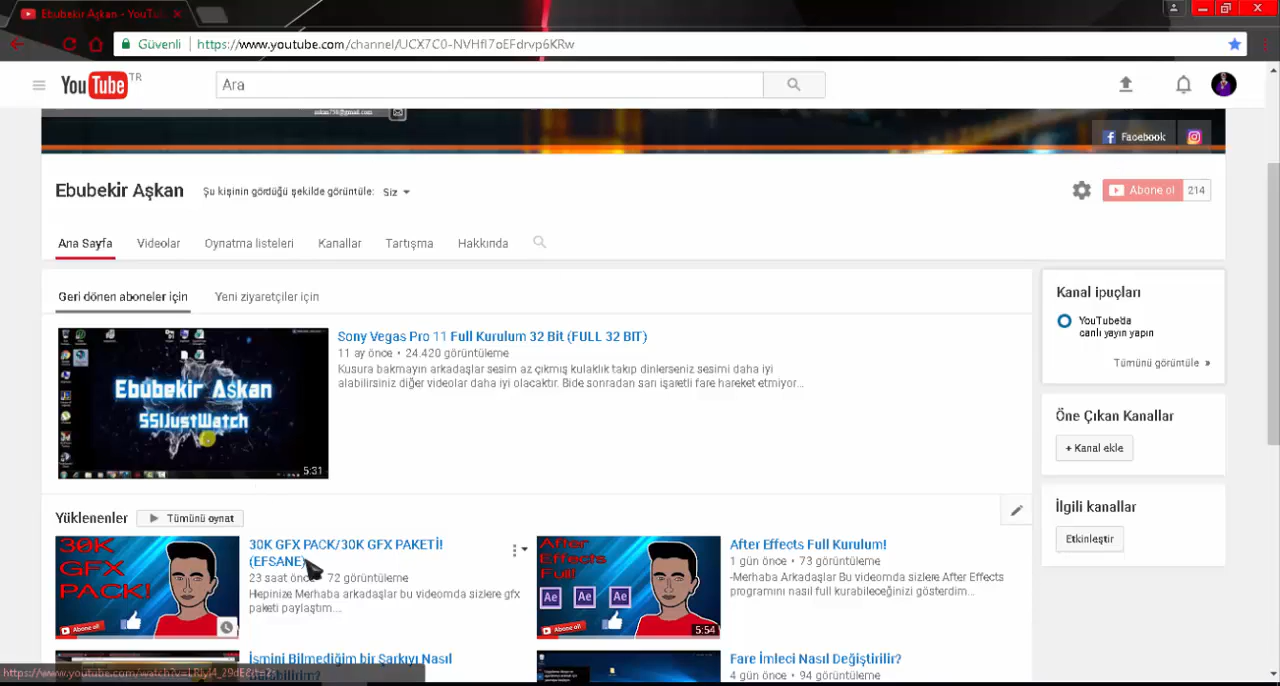 Ebubekir Aşkan - YouTu
Güvenli
https://www.youtube.com/channel/UCX7C0-NVHfI7oEFdrvp6KRw
YouTube TR
Ara
Facebook
Ebubekir Aşkan
Şu kişinin gördüğü şekilde görüntüle: Siz
Abone ol 214
Ana Sayfa Videolar Oynatma listeleri Kanallar Tartışma Hakkında
Geri dönen aboneler için
Yeni ziyaretçiler için
Ebubekir Aşkan
SSIJustWatch
5:31
Sony Vegas Pro 11 Full Kurulum 32 Bit (FULL 32 BIT)
11 ay önce • 24.420 görüntüleme
Kusura bakmayın arkadaşlar sesim az çıkmış kulaklık takıp dinlerseniz sesimi daha iyi
alabilirsiniz diğer videolar daha iyi olacaktır. Bide sonradan sarı işaretli fare hareket etmiyor...
Kanal ipuçları
YouTube'da
canlı yayın yapın
Tümünü görüntüle »
Öne Çıkan Kanallar
+ Kanal ekle
İlgili kanallar
Etkinleştir
Yüklenenler
Tümünü oynat
30K
GFX
PACK!
Abone ol!
30K GFX PACK/30K GFX PAKETİ!
(EFSANE)
23 saat önce • 72 görüntüleme
Hepinize Merhaba arkadaşlar bu videomda sizlere gfx
paketi paylaştım...
After
Effects
Full!
Ae Ae Ae
Abone ol!
5:54
After Effects Full Kurulum!
1 gün önce • 73 görüntüleme
-Merhaba Arkadaşlar Bu videomda sizlere After Effects
programını nasıl full kurabileceğinizi gösterdim...
İsmini Bilmediğim bir Şarkıyı Nasıl
Fare İmleci Nasıl Değiştirilir?
4 gün önce • 94 görüntüleme